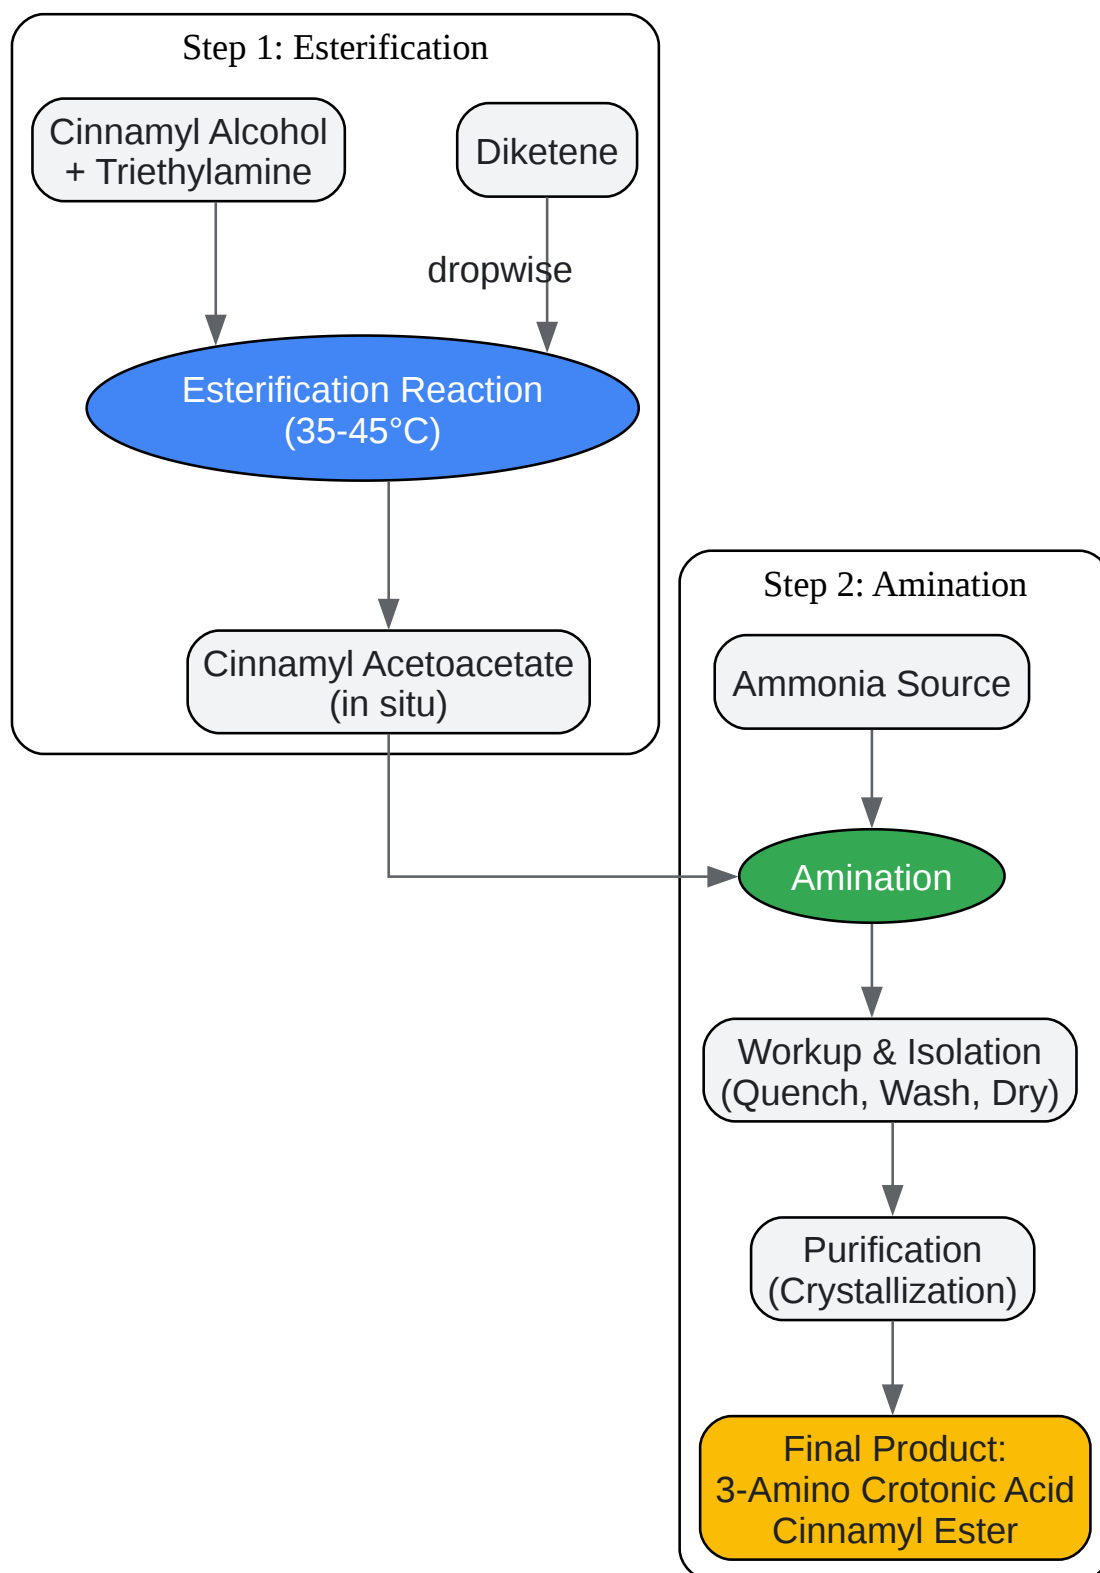 Step 1: Esterification
Cinnamyl Alcohol
+ Triethylamine
Diketene
dropwise
Esterification Reaction
(35-45°C)
Cinnamyl Acetoacetate
(in situ)
Step 2: Amination
Ammonia Source
Amination
Workup & Isolation
(Quench, Wash, Dry)
Purification
(Crystallization)
Final Product:
3-Amino Crotonic Acid
Cinnamyl Ester